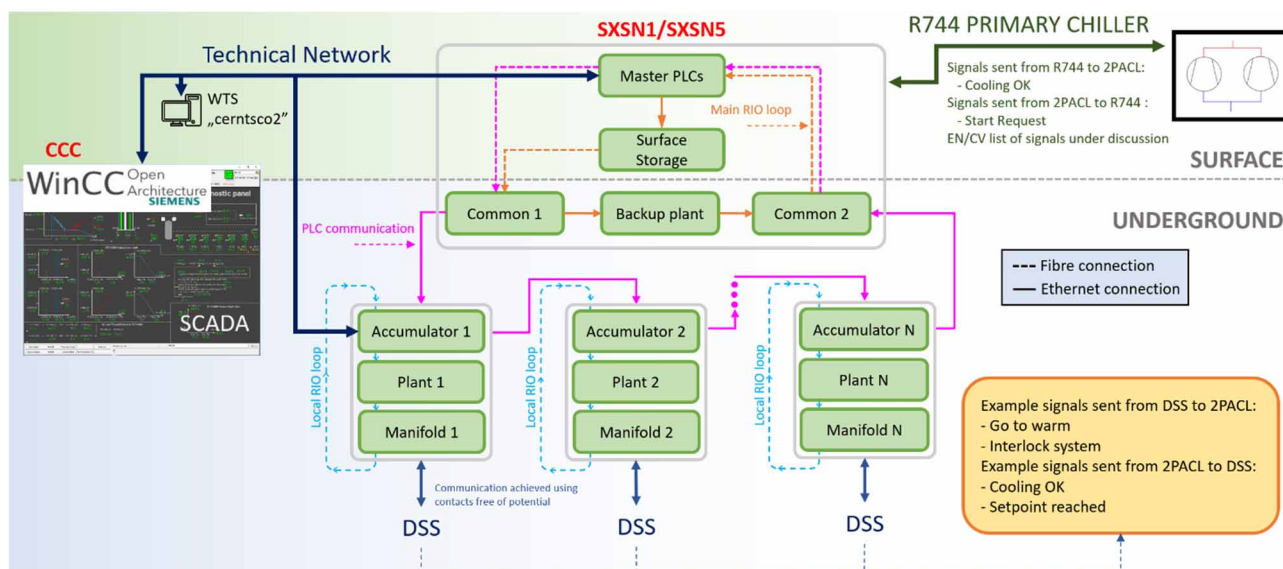 SXSN1/SXSN5
R744 PRIMARY CHILLER
Technical Network
Master PLCs
Signals sent from R744 to 2PACL:
- Cooling OK
Signals sent from 2PACL to R744 :
- Start Request
EN/CV list of signals under discussion
WTS
„cerntsco2”
Main RIO loop
Surface
Storage
SURFACE
CCC
WinCC Open
Architecture
SIEMENS
Common 1
Backup plant
Common 2
UNDERGROUND
PLC communication
Fibre connection
Ethernet connection
SCADA
Local RIO loop
Accumulator 1
Plant 1
Manifold 1
Local RIO loop
Accumulator 2
Plant 2
Manifold 2
Local RIO loop
Accumulator N
Plant N
Manifold N
Communication achieved using
contacts free of potential
DSS
DSS
DSS
Example signals sent from DSS to 2PACL:
- Go to warm
- Interlock system
Example signals sent from 2PACL to DSS:
- Cooling OK
- Setpoint reached